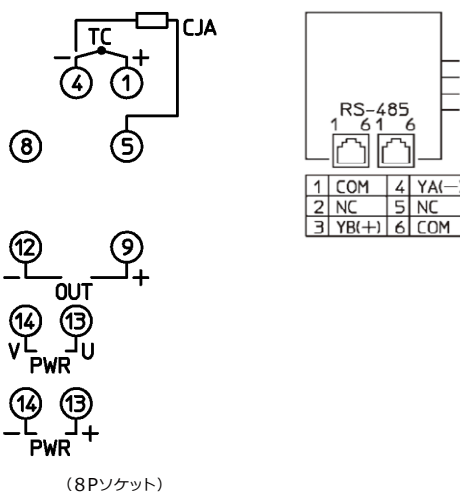 CJA
TC
- +
4 1
8 5
12 9
- OUT +
14 13
V PWR U
14 13
- PWR +
(8Pソケット)
RS-485
1 6 1 6
1 COM 4 YA(-)
2 NC 5 NC
3 YB(+) 6 COM